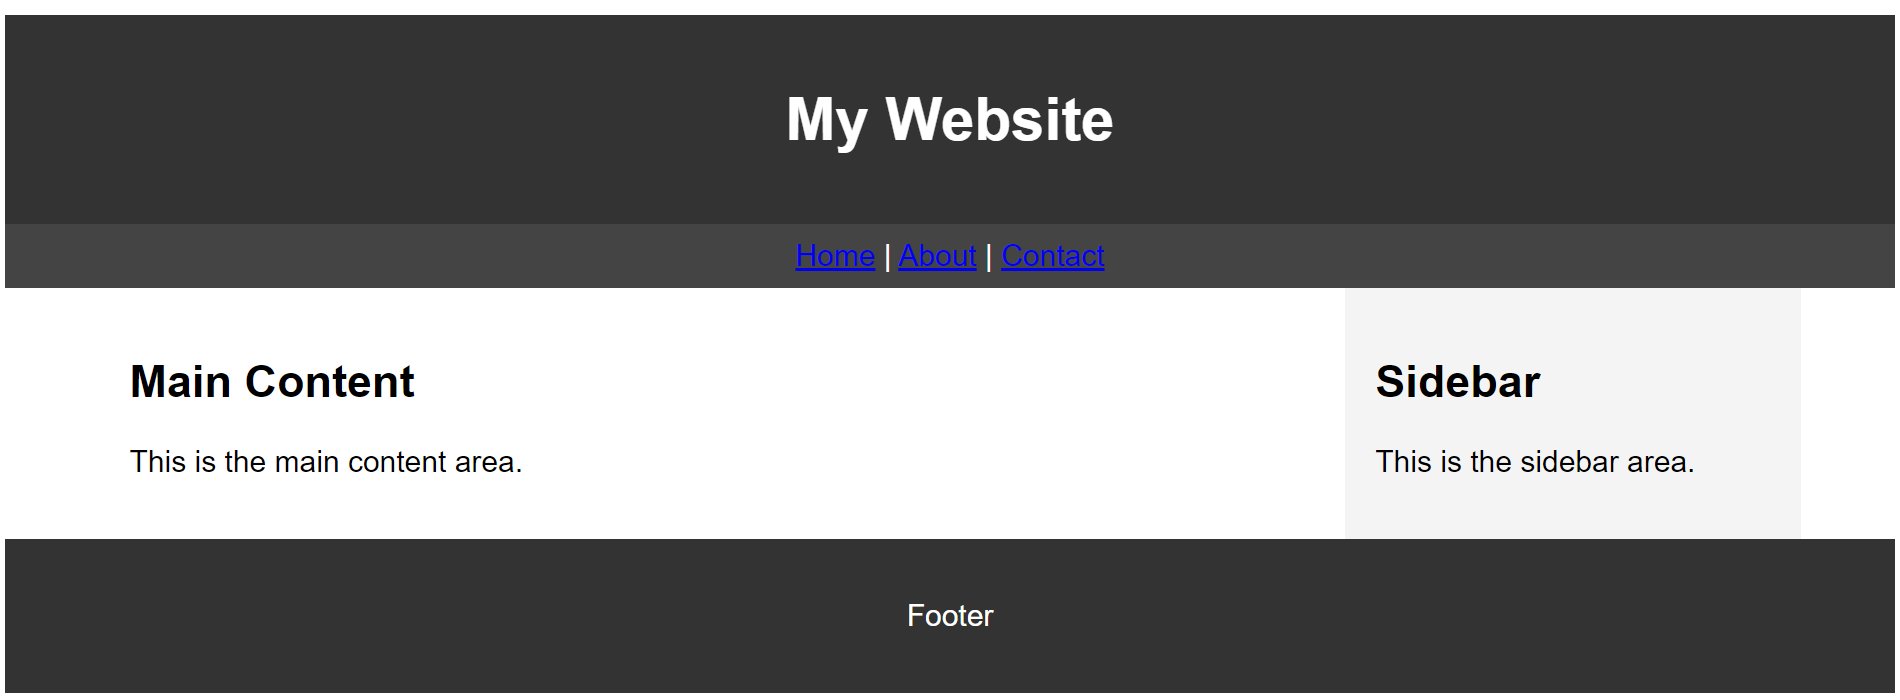 My Website
Home | About | Contact
Main Content
This is the main content area.
Sidebar
This is the sidebar area.
Footer